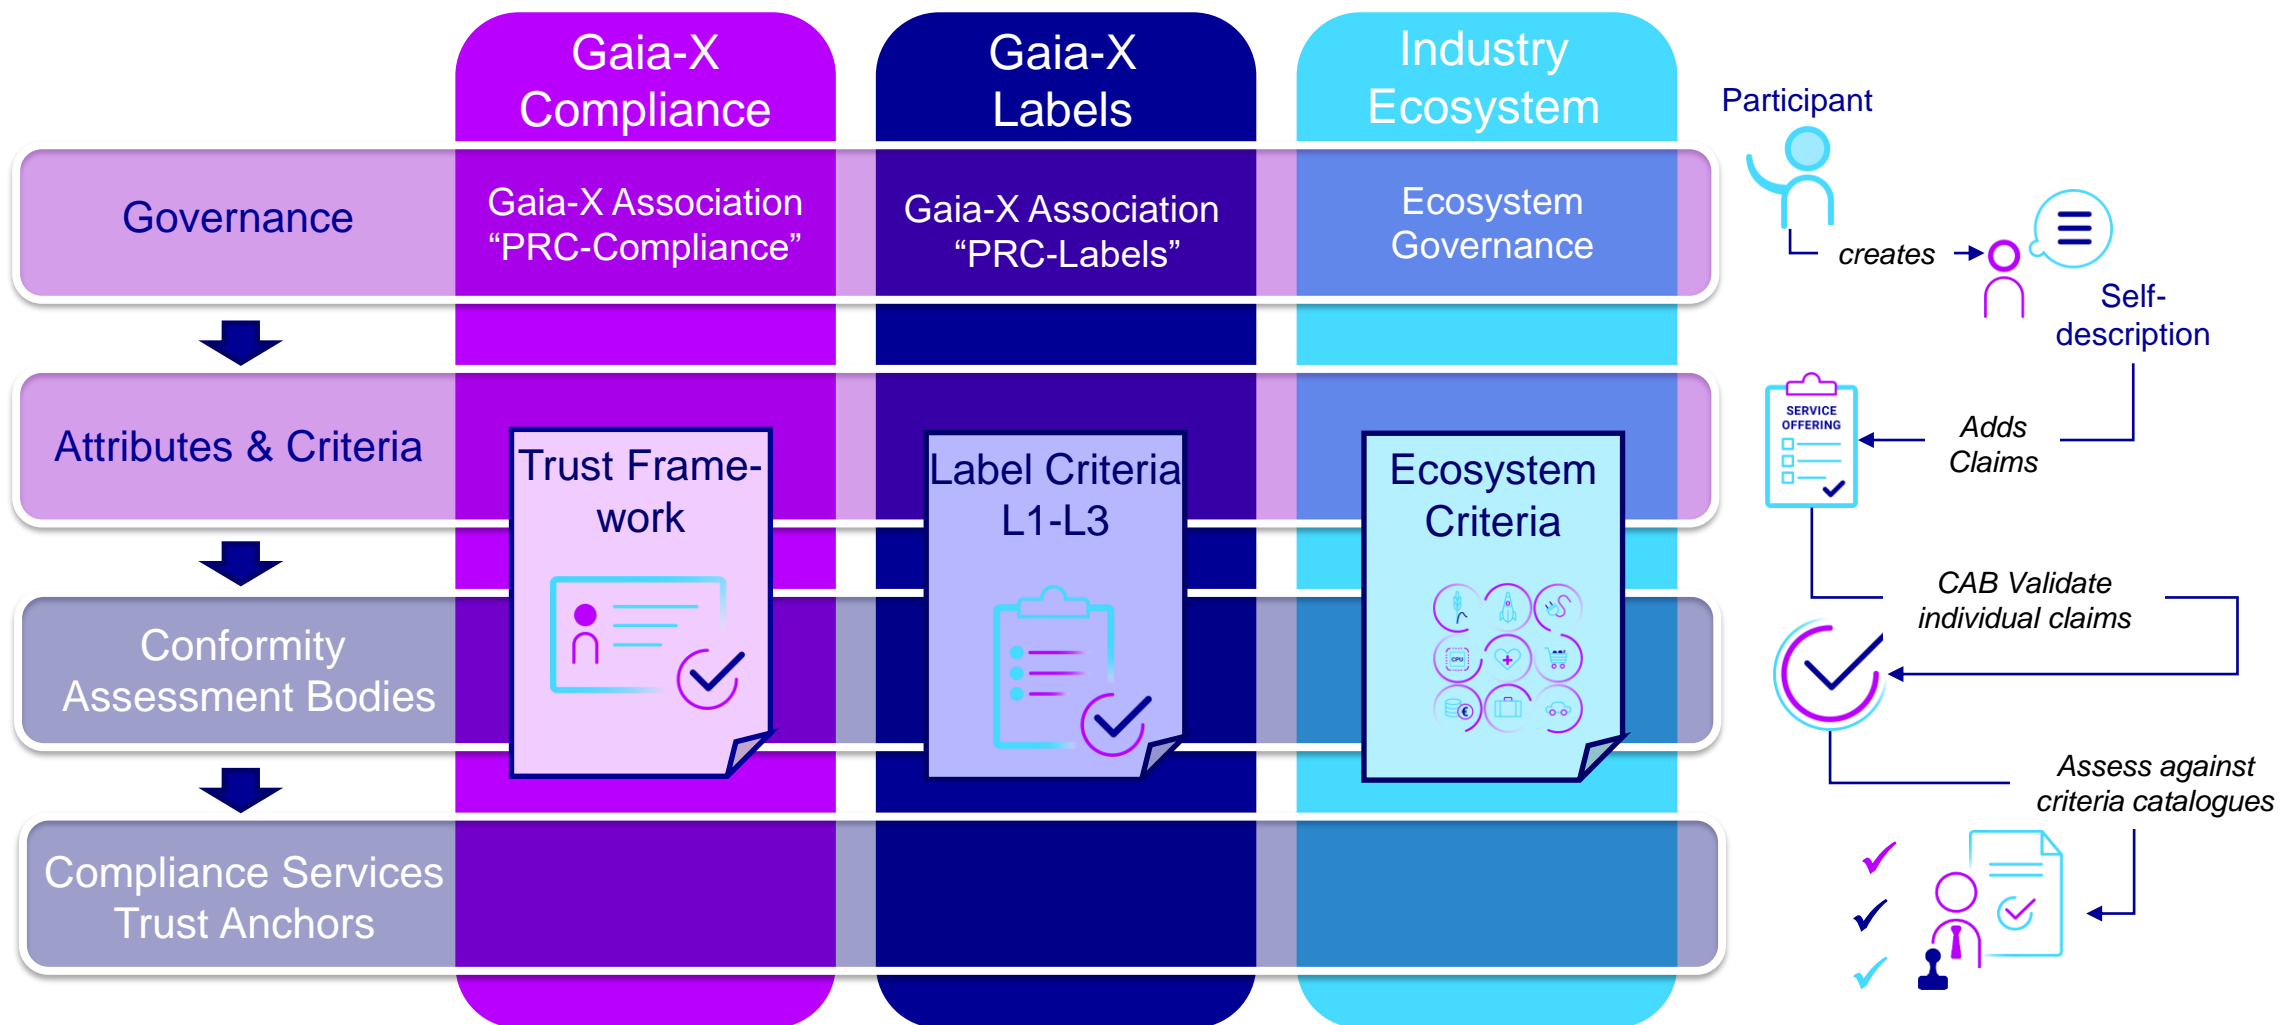 Gaia-X
Compliance
Gaia-X
Labels
Industry
Ecosystem
Participant
Governance
Gaia-X Association
“PRC-Compliance”
Gaia-X Association
“PRC-Labels”
Ecosystem
Governance
creates
Self-
description
Attributes & Criteria
Trust Frame-
work
Label Criteria
L1-L3
Ecosystem
Criteria
CPU
€
SERVICE
OFFERING
Adds
Claims
Conformity
Assessment Bodies
CAB Validate
individual claims
Assess against
criteria catalogues
Compliance Services
Trust Anchors